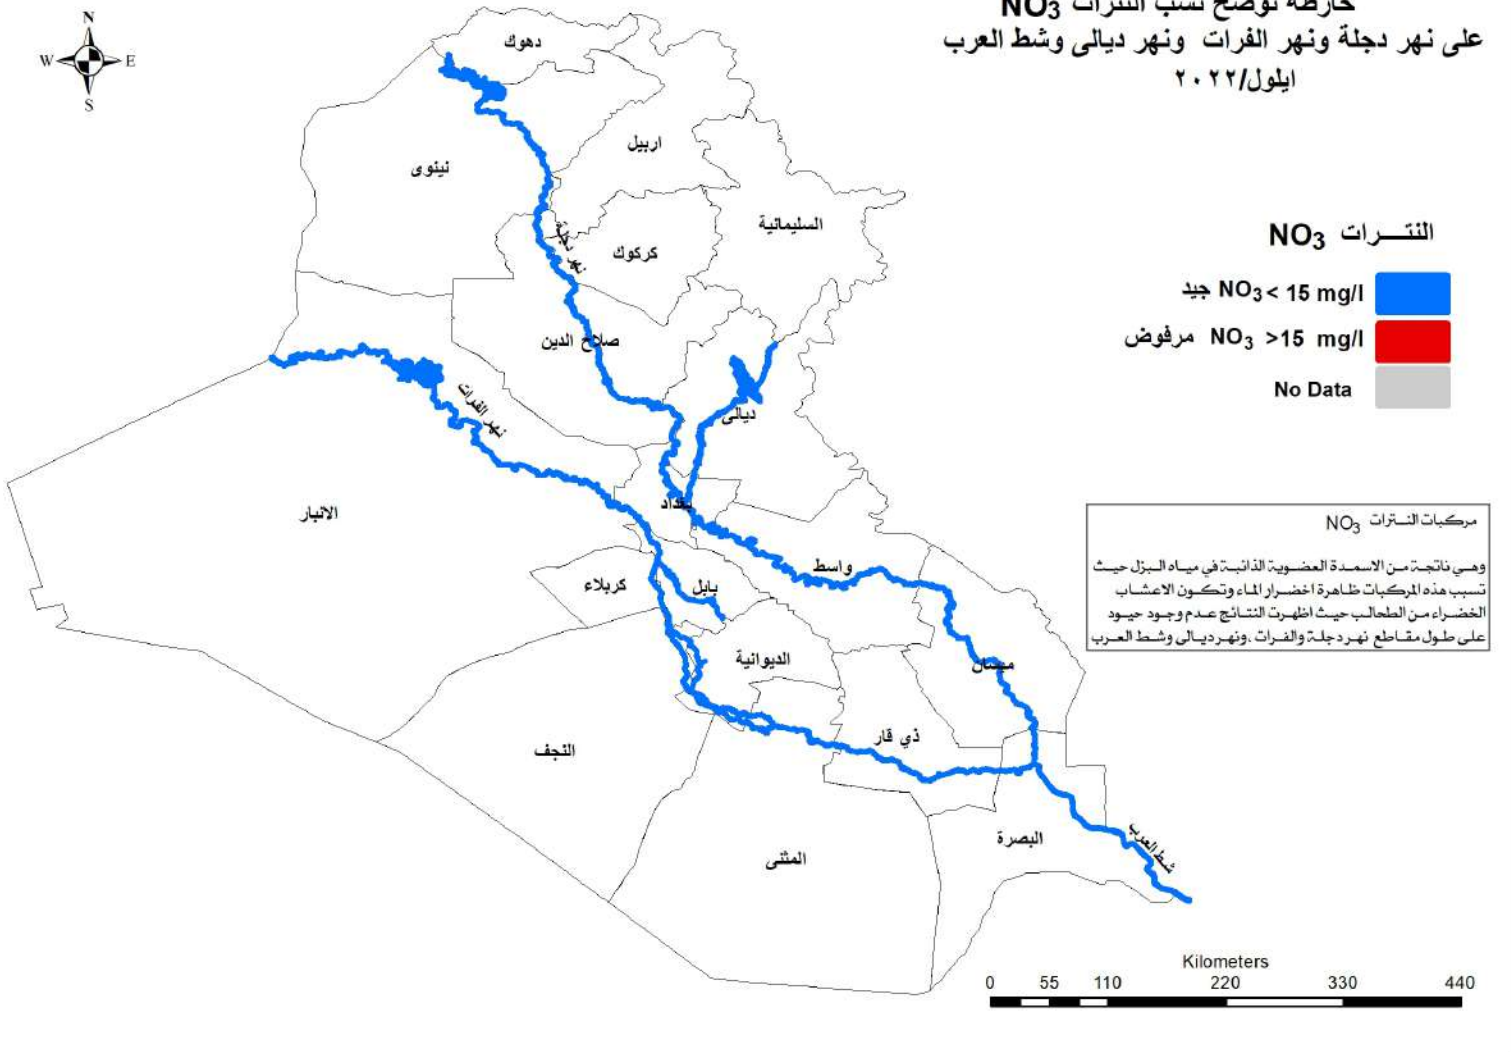 خارطة توضح نسب النترات NO3
على نهر دجلة ونهر الفرات ونهر ديالى وشط العرب
ايلول/٢٠٢٢
N
W
E
S
دهوك
اربيل
نينوى
السليمانية
كركوك
نهر دجلة
صلاح الدين
نهر الفرات
ديالى
بغداد
الانبار
واسط
كربلاء
بابل
الديوانية
ميسان
ذي قار
النجف
البصرة
المثنى
شط العرب
النتـــرات NO3
NO3 < 15 mg/l جيد
NO3 >15 mg/l مرفوض
No Data
مركبات النــترات NO3
وهي ناتجة من الاسمدة العضوية الذائبة في مياه البزل حيث
تسبب هذه المركبات ظاهرة اخضرار الماء وتكون الاعشاب
الخضراء من الطحالب حيث اظهرت النتائج عدم وجود حيود
على طول مقاطع نهر دجلة والفرات ،ونهر ديالى وشط العرب
Kilometers
0 55 110 220 330 440